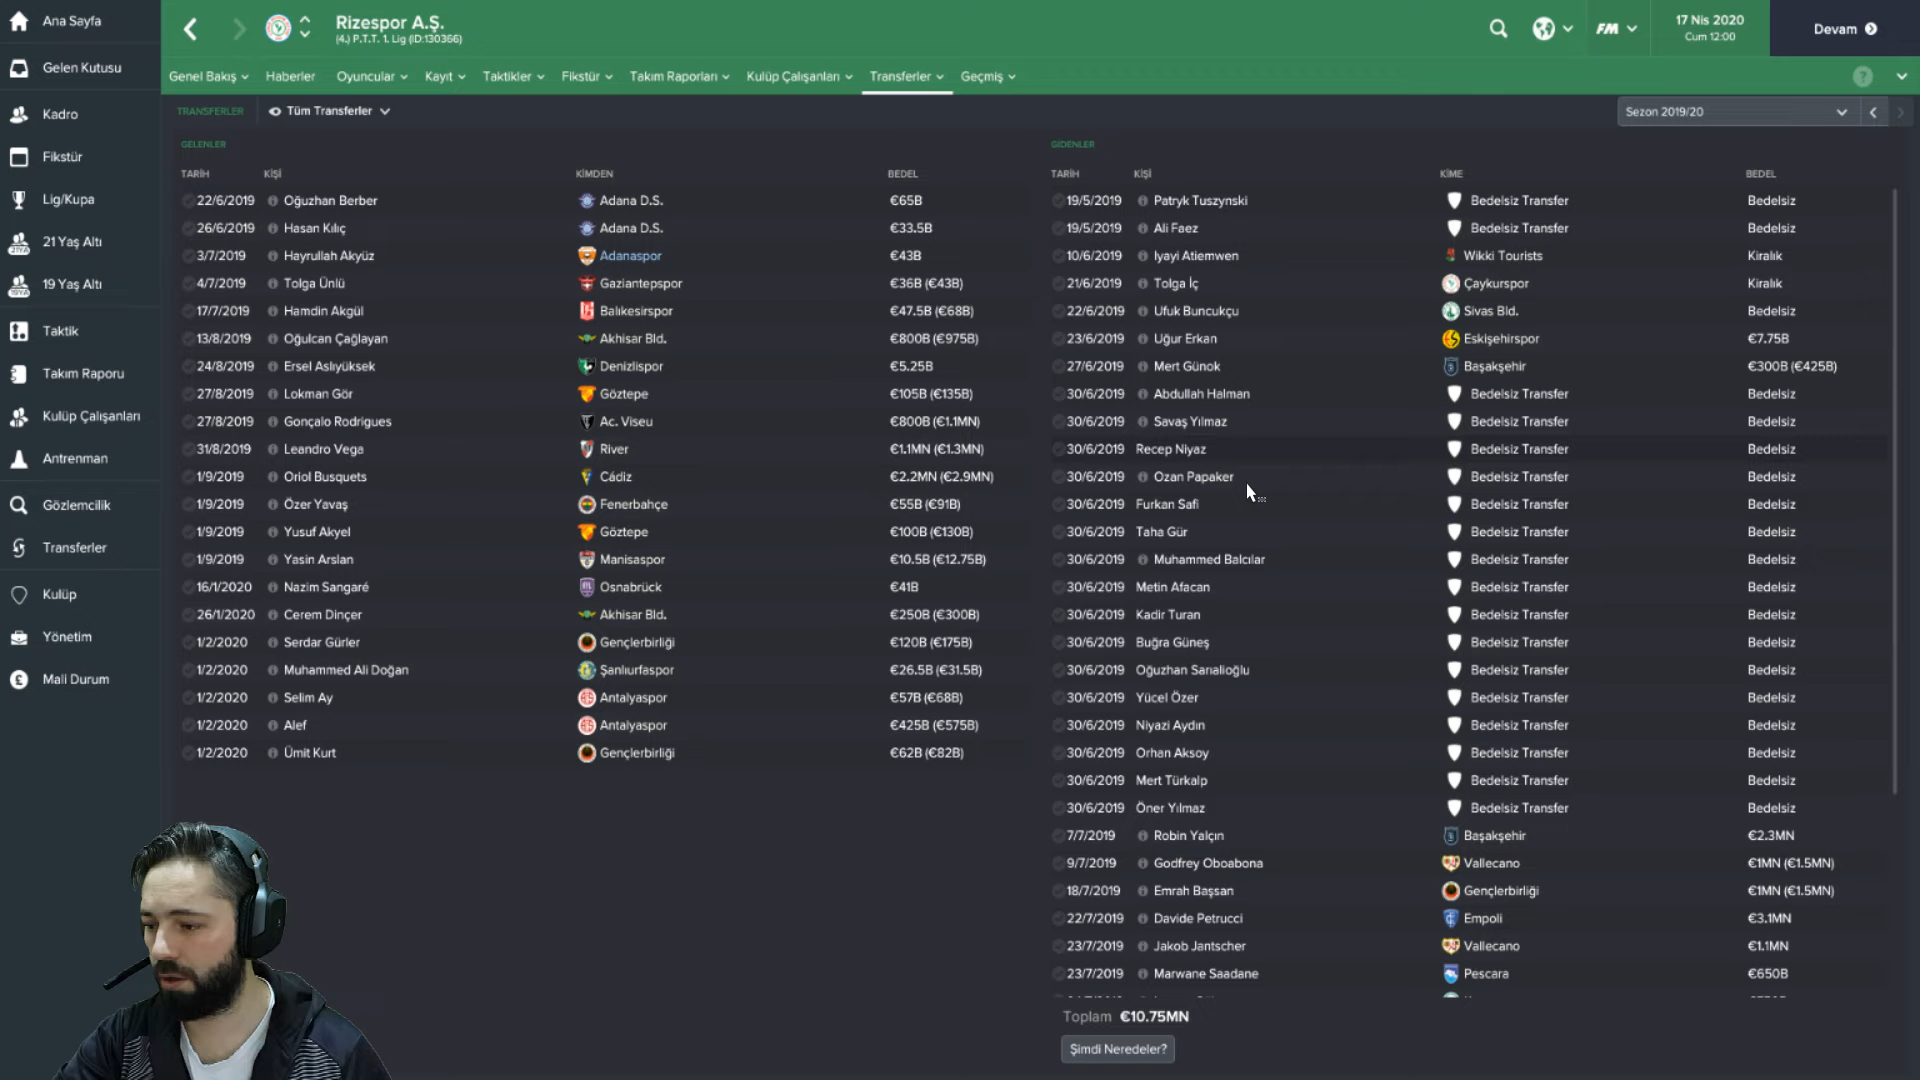 Ana Sayfa
Gelen Kutusu
Kadro
Fikstür
Lig/Kupa
21 Yaş Altı
19 Yaş Altı
Taktik
Takım Raporu
Kulüp Çalışanları
Antrenman
Gözlemcilik
Transferler
Kulüp
Yönetim
Mali Durum
Rizespor A.Ş.
(4.) P.T.T. 1. Lig (ID:130366)
FM
17 Nis 2020
Cum 12:00
Devam
Genel Bakış Haberler Oyuncular Kayıt Taktikler Fikstür Takım Raporları Kulüp Çalışanları Transferler Geçmiş
TRANSFERLER Tüm Transferler Sezon 2019/20
GELENLER
TARİH KİŞİ KİMDEN BEDEL
22/6/2019 Oğuzhan Berber Adana D.S. €65B
26/6/2019 Hasan Kılıç Adana D.S. €33.5B
3/7/2019 Hayrullah Akyüz Adanaspor €43B
4/7/2019 Tolga Ünlü Gaziantepspor €36B (€43B)
17/7/2019 Hamdin Akgül Balıkesirspor €47.5B (€68B)
13/8/2019 Oğulcan Çağlayan Akhisar Bld. €800B (€975B)
24/8/2019 Ersel Aslıyüksek Denizlispor €5.25B
27/8/2019 Lokman Gör Göztepe €105B (€135B)
27/8/2019 Gonçalo Rodrigues Ac. Viseu €800B (€1.1MN)
31/8/2019 Leandro Vega River €1.1MN (€1.3MN)
1/9/2019 Oriol Busquets Cádiz €2.2MN (€2.9MN)
1/9/2019 Özer Yavaş Fenerbahçe €55B (€91B)
1/9/2019 Yusuf Akyel Göztepe €100B (€130B)
1/9/2019 Yasin Arslan Manisaspor €10.5B (€12.75B)
16/1/2020 Nazim Sangaré Osnabrück €41B
26/1/2020 Cerem Dinçer Akhisar Bld. €250B (€300B)
1/2/2020 Serdar Gürler Gençlerbirliği €120B (€175B)
1/2/2020 Muhammed Ali Doğan Şanlıurfaspor €26.5B (€31.5B)
1/2/2020 Selim Ay Antalyaspor €57B (€68B)
1/2/2020 Alef Antalyaspor €425B (€575B)
1/2/2020 Ümit Kurt Gençlerbirliği €62B (€82B)
GİDENLER
TARİH KİŞİ KİME BEDEL
19/5/2019 Patryk Tuszynski Bedelsiz Transfer Bedelsiz
19/5/2019 Ali Faez Bedelsiz Transfer Bedelsiz
10/6/2019 Iyayi Atiemwen Wikki Tourists Kiralık
21/6/2019 Tolga İç Çaykurspor Kiralık
22/6/2019 Ufuk Buncukçu Sivas Bld. Bedelsiz
23/6/2019 Uğur Erkan Eskişehirspor €7.75B
27/6/2019 Mert Günok Başakşehir €300B (€425B)
30/6/2019 Abdullah Halman Bedelsiz Transfer Bedelsiz
30/6/2019 Savaş Yılmaz Bedelsiz Transfer Bedelsiz
30/6/2019 Recep Niyaz Bedelsiz Transfer Bedelsiz
30/6/2019 Ozan Papaker Bedelsiz Transfer Bedelsiz
30/6/2019 Furkan Safi Bedelsiz Transfer Bedelsiz
30/6/2019 Taha Gür Bedelsiz Transfer Bedelsiz
30/6/2019 Muhammed Balcılar Bedelsiz Transfer Bedelsiz
30/6/2019 Metin Afacan Bedelsiz Transfer Bedelsiz
30/6/2019 Kadir Turan Bedelsiz Transfer Bedelsiz
30/6/2019 Buğra Güneş Bedelsiz Transfer Bedelsiz
30/6/2019 Oğuzhan Sarıalioğlu Bedelsiz Transfer Bedelsiz
30/6/2019 Yücel Özer Bedelsiz Transfer Bedelsiz
30/6/2019 Niyazi Aydın Bedelsiz Transfer Bedelsiz
30/6/2019 Orhan Aksoy Bedelsiz Transfer Bedelsiz
30/6/2019 Mert Türkalp Bedelsiz Transfer Bedelsiz
30/6/2019 Öner Yılmaz Bedelsiz Transfer Bedelsiz
7/7/2019 Robin Yalçın Başakşehir €2.3MN
9/7/2019 Godfrey Oboabona Vallecano €1MN (€1.5MN)
18/7/2019 Emrah Başsan Gençlerbirliği €1MN (€1.5MN)
22/7/2019 Davide Petrucci Empoli €3.1MN
23/7/2019 Jakob Jantscher Vallecano €1.1MN
23/7/2019 Marwane Saadane Pescara €650B
Toplam €10.75MN
Şimdi Neredeler?